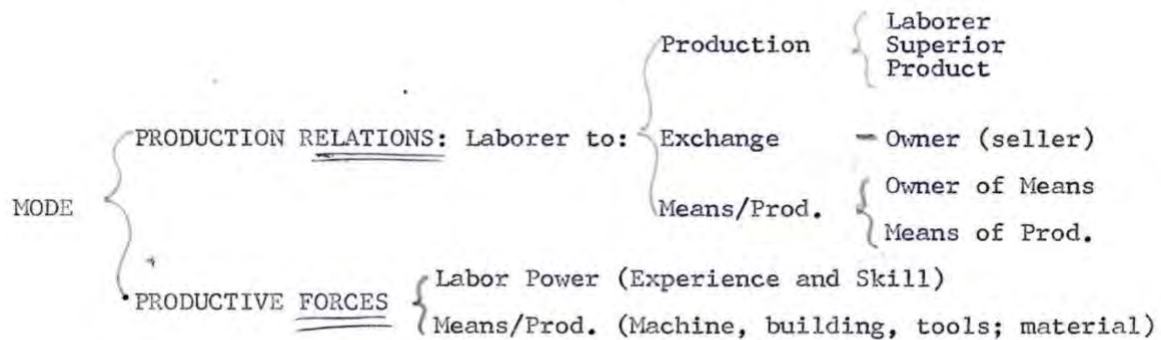 Production
Laborer
Superior
Product
PRODUCTION RELATIONS: Laborer to:
Exchange
- Owner (seller)
MODE
Means/Prod.
Owner of Means
Means of Prod.
PRODUCTIVE FORCES
Labor Power (Experience and Skill)
Means/Prod. (Machine, building, tools; material)